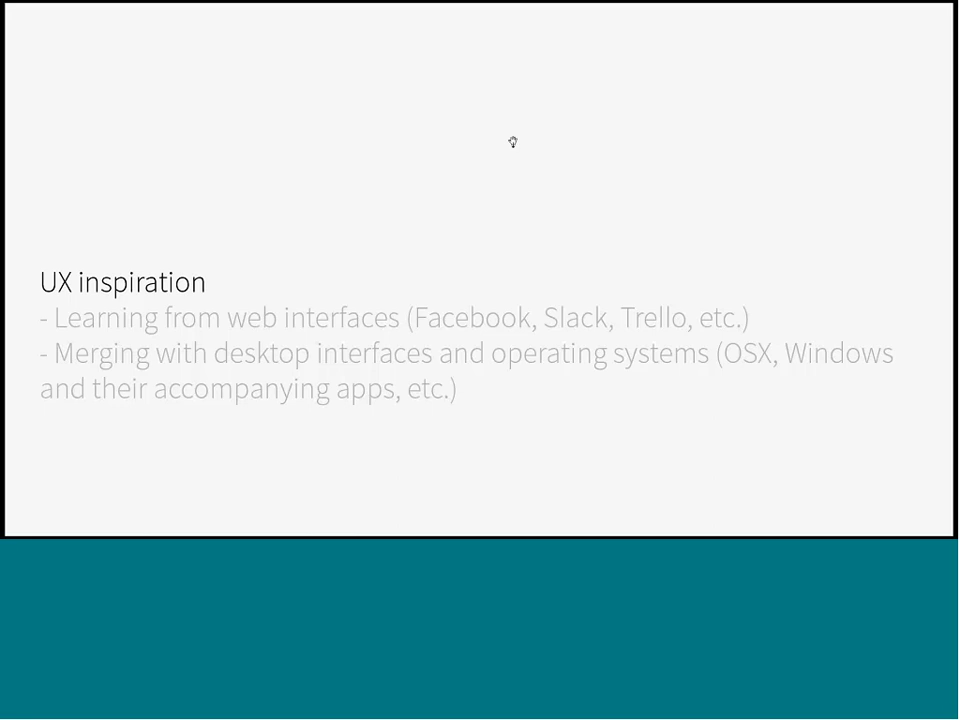 UX inspiration
- Learning from web interfaces (Facebook, Slack, Trello, etc.)
- Merging with desktop interfaces and operating systems (OSX, Windows
and their accompanying apps, etc.)